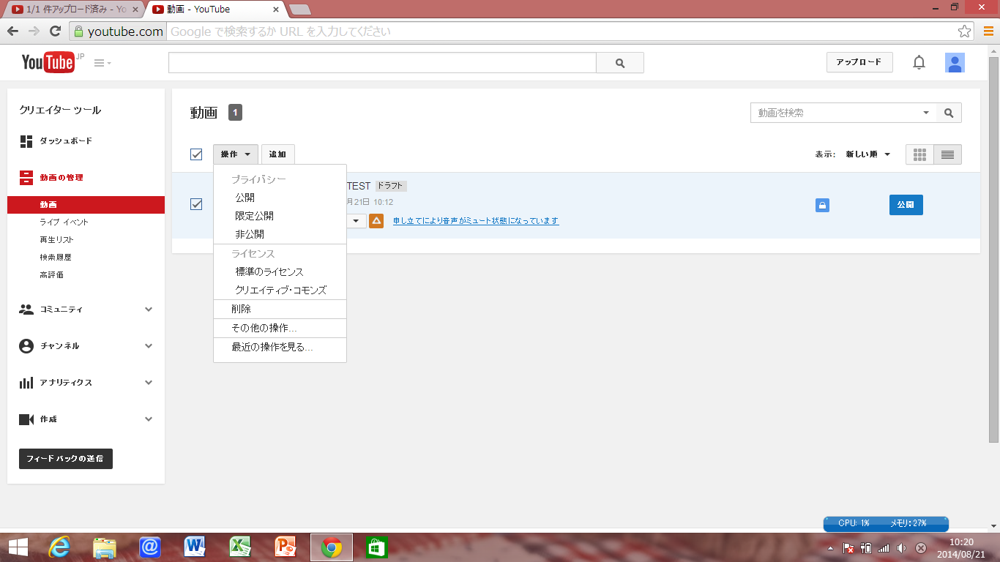 1/1 件アップロード済み - Yo
動画 - YouTube
youtube.com
Google で検索するか URL を入力してください
YouTube JP
アップロード
クリエイター ツール
ダッシュボード
動画の管理
動画
ライブ イベント
再生リスト
検索履歴
高評価
コミュニティ
チャンネル
アナリティクス
作成
フィードバックの送信
動画 1
動画を検索
操作
追加
表示: 新しい順
プライバシー
公開
限定公開
非公開
ライセンス
標準のライセンス
クリエイティブ・コモンズ
削除
その他の操作...
最近の操作を見る...
TEST ドラフト
月21日 10:12
申し立てにより音声がミュート状態になっています
公開
CPU: 1% メモリ: 27%
10:20
2014/08/21